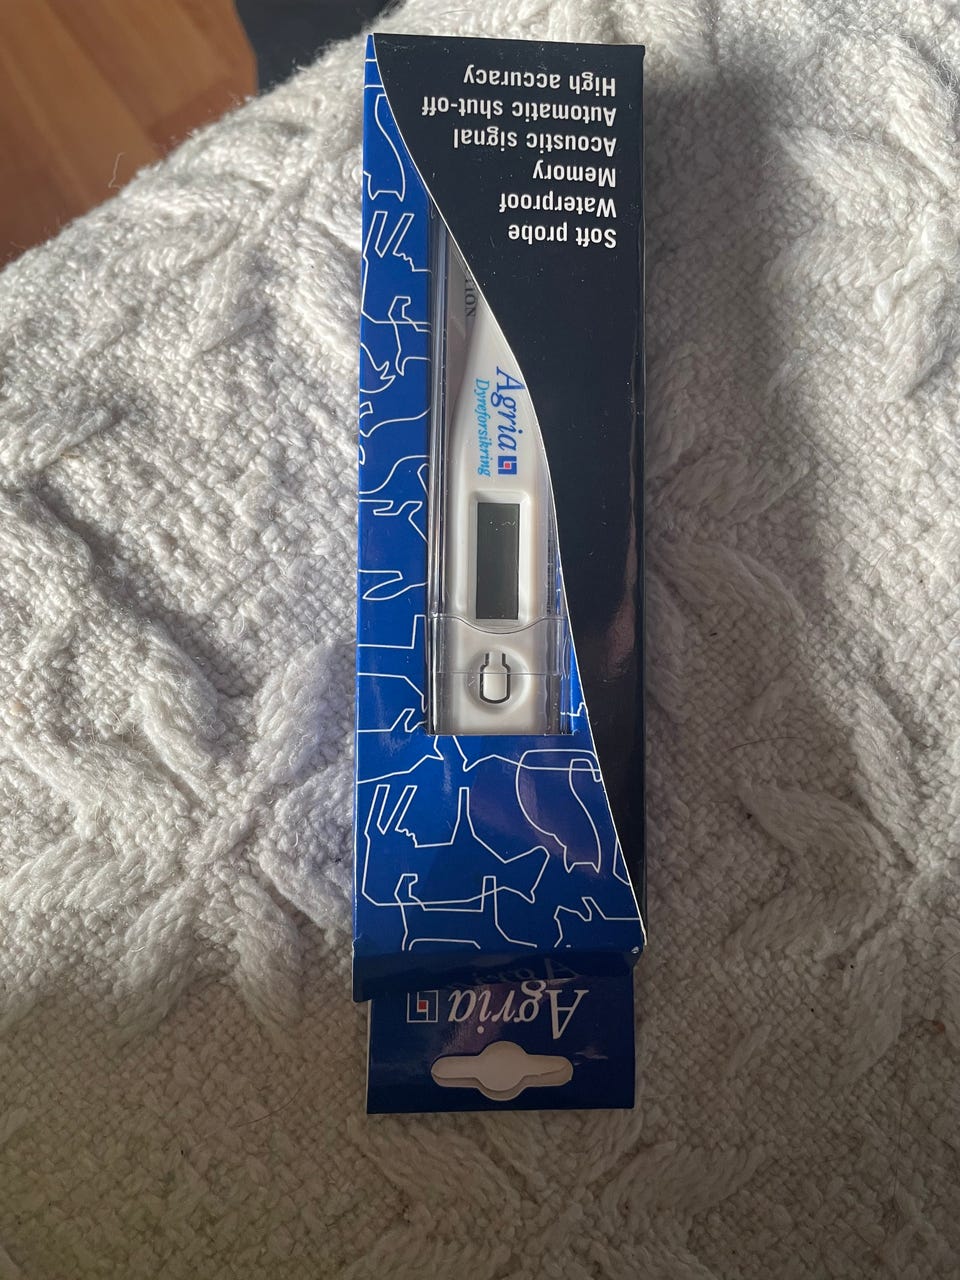 Agria
Soft probe
Waterproof
Memory
Acoustic signal
Automatic shut-off
High accuracy
Agria
Dyreforsikring